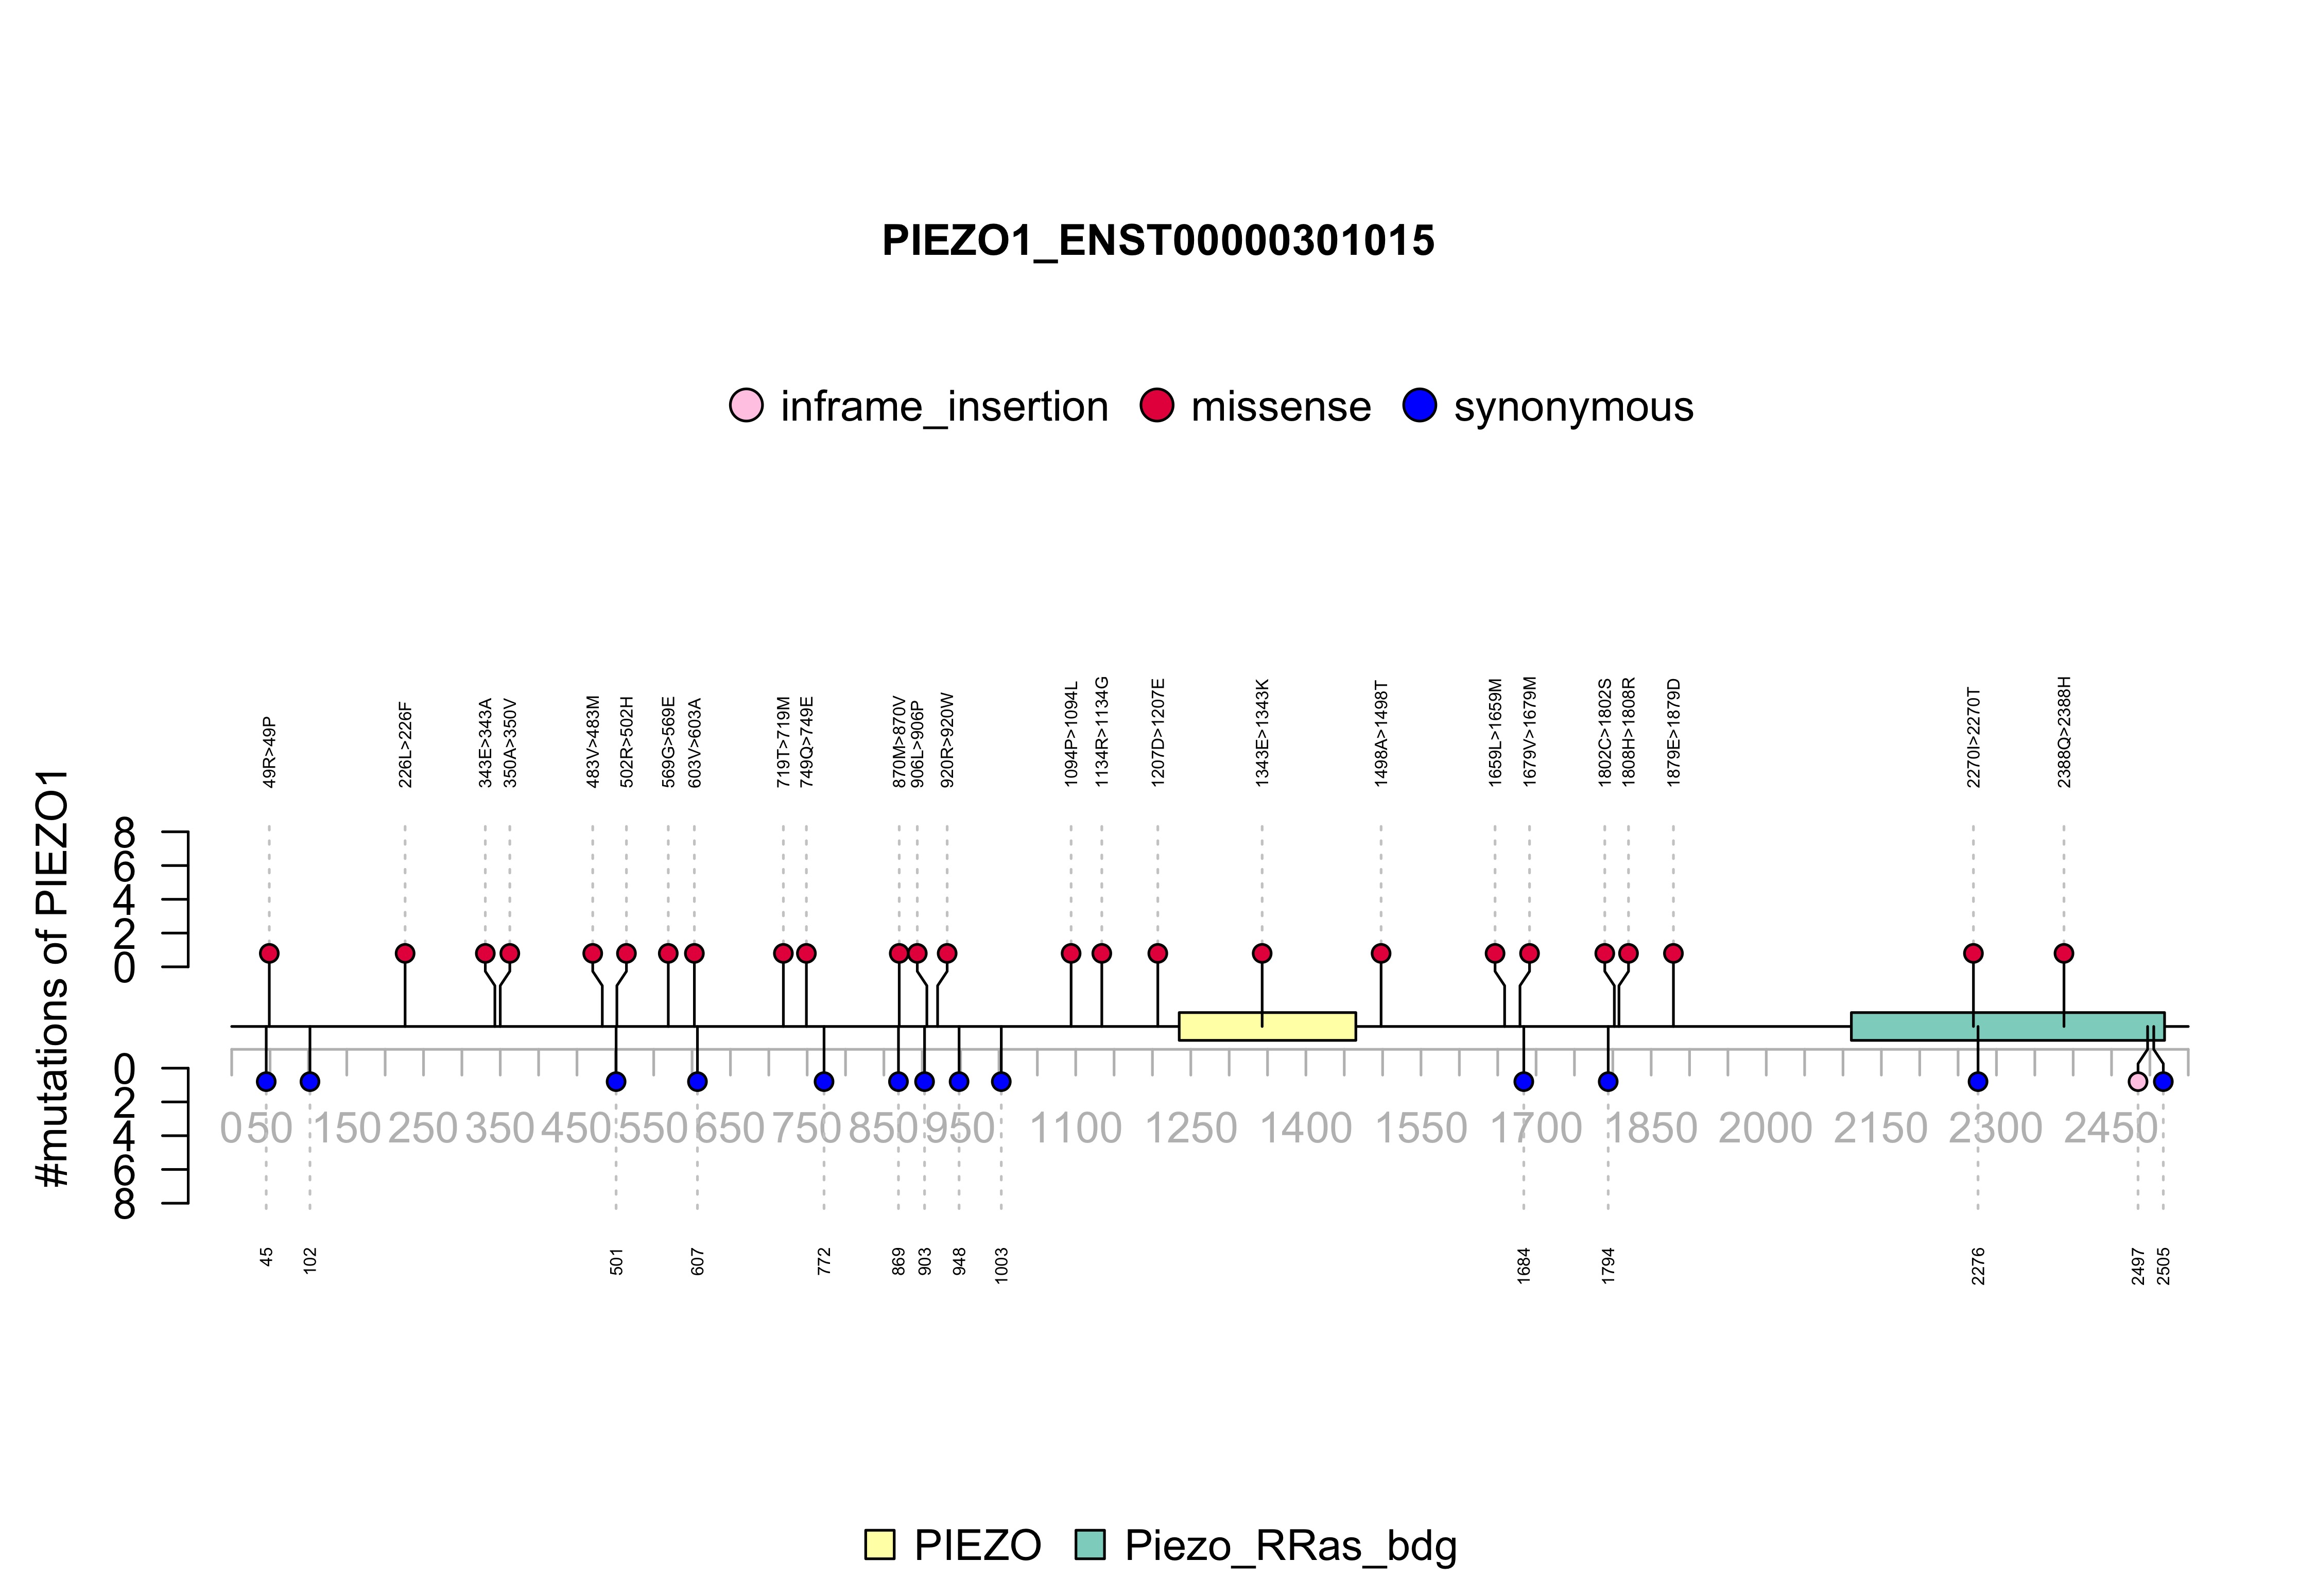 PIEZO1_ENST00000301015
inframe_insertion missense synonymous
49R>49P 226L>226F 343E>343A 350A>350V 483V>483M 502R>502H 569G>569E 603V>603A 719T>719M 749Q>749E 870M>870V 906L>906P 920R>920W 1094P>1094L 1134R>1134G 1207D>1207E 1343E>1343K 1498A>1498T 1659L>1659M 1679V>1679M 1802C>1802S 1808H>1808R 1879E>1879D 2270I>2270T 2388Q>2388H
#mutations of PIEZO1
8
6
4
2
0
0
2
4
6
8
0 50 150 250 350 450 550 650 750 850 950 1100 1250 1400 1550 1700 1850 2000 2150 2300 2450
45 102 501 607 772 869 903 948 1003 1684 1794 2276 2497 2505
PIEZO Piezo_RRas_bdg